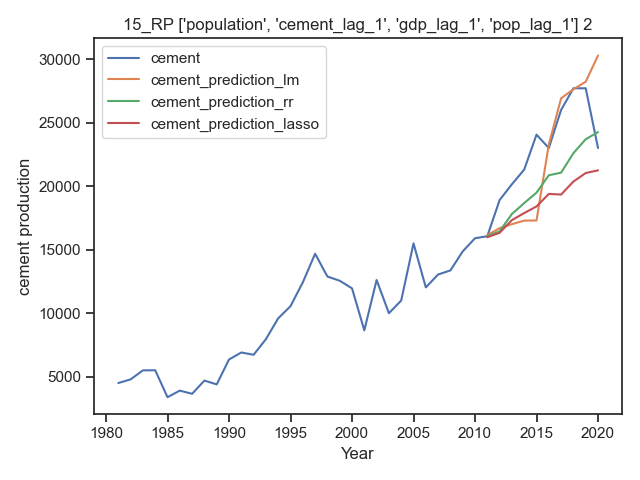 15_RP ['population', 'cement_lag_1', 'gdp_lag_1', 'pop_lag_1'] 2
cement
cement_prediction_lm
cement_prediction_rr
cement_prediction_lasso
30000
25000
20000
15000
10000
5000
cement production
1980
1985
1990
1995
2000
2005
2010
2015
2020
Year